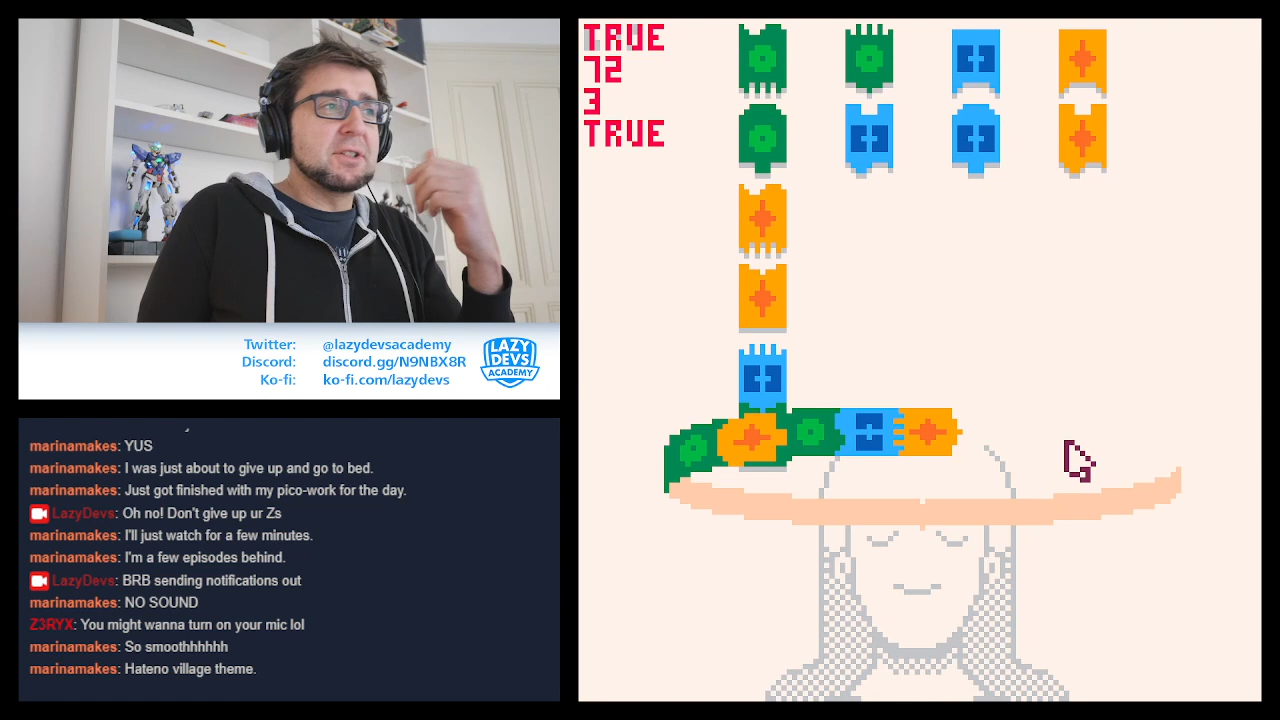 Twitter: @lazydevsacademy
Discord: discord.gg/N9NBX8R
Ko-fi: ko-fi.com/lazydevs
LAZY
DEVS
ACADEMY
marinamakes: YUS
marinamakes: I was just about to give up and go to bed.
marinamakes: Just got finished with my pico-work for the day.
LazyDevs: Oh no! Don't give up ur Zs
marinamakes: I'll just watch for a few minutes.
marinamakes: I'm a few episodes behind.
LazyDevs: BRB sending notifications out
marinamakes: NO SOUND
Z3RYX: You might wanna turn on your mic lol
marinamakes: So smoothhhhhh
marinamakes: Hateno village theme.
TRUE
72
3
TRUE